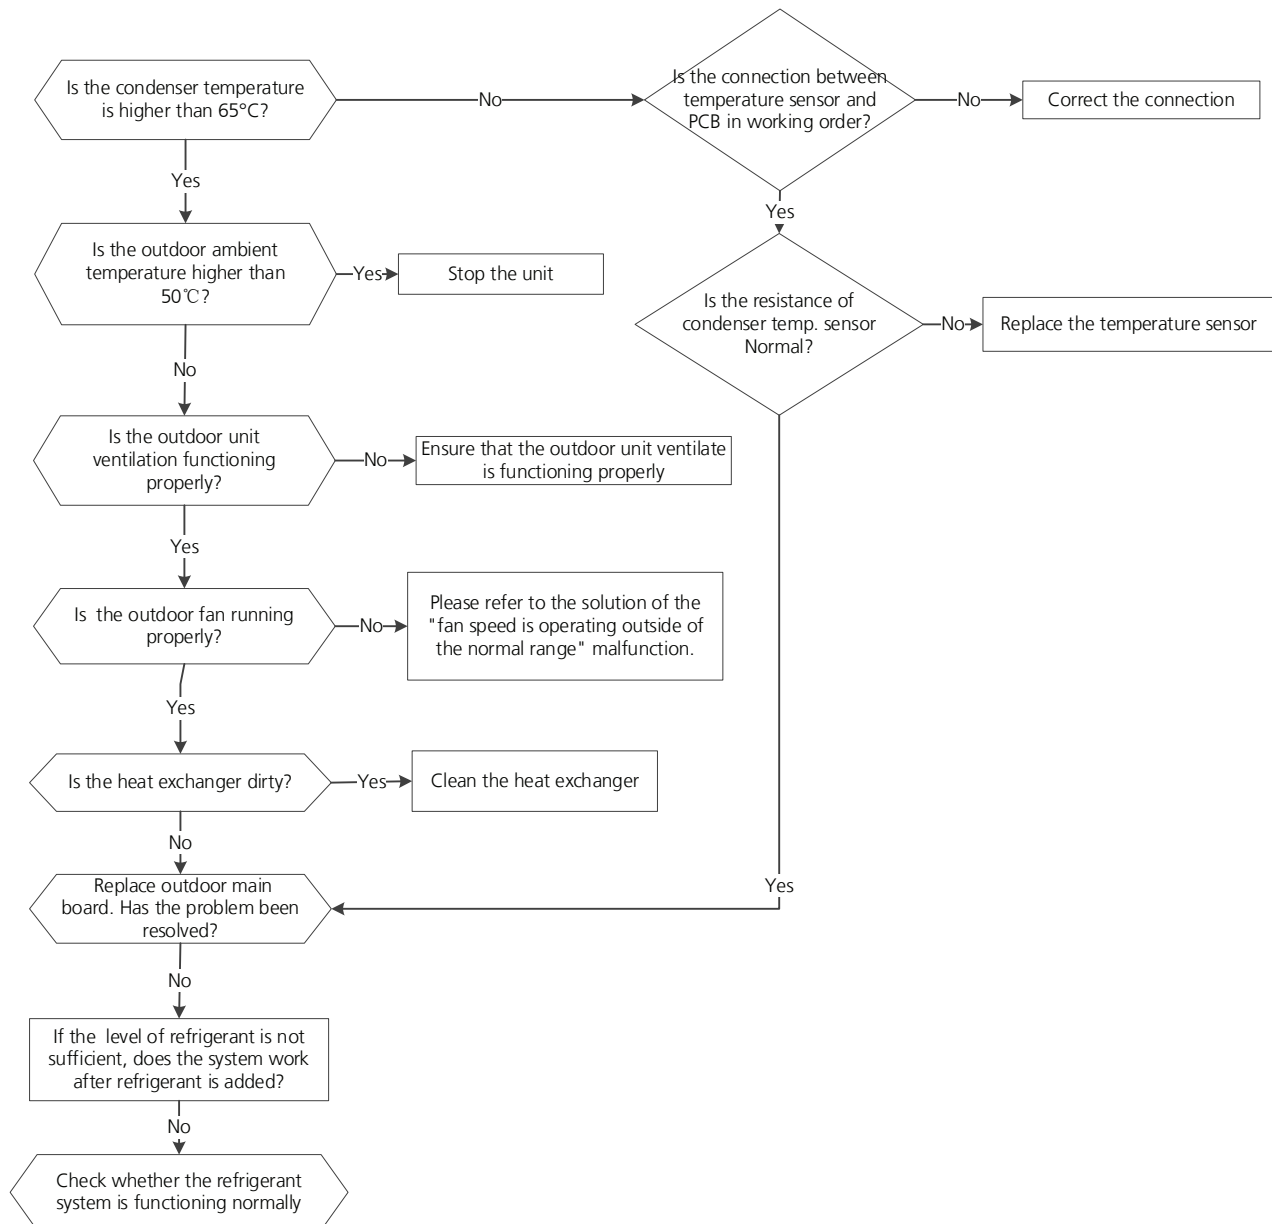 Is the condenser temperature
is higher than 65°C?
No
Is the connection between
temperature sensor and
PCB in working order?
No
Correct the connection
Yes
Yes
Is the outdoor ambient
temperature higher than
50℃?
Yes
Stop the unit
Is the resistance of
condenser temp. sensor
Normal?
No
Replace the temperature sensor
No
Is the outdoor unit
ventilation functioning
properly?
No
Ensure that the outdoor unit ventilate
is functioning properly
Yes
Is the outdoor fan running
properly?
No
Please refer to the solution of the
"fan speed is operating outside of
the normal range" malfunction.
Yes
Is the heat exchanger dirty?
Yes
Clean the heat exchanger
No
Yes
Replace outdoor main
board. Has the problem been
resolved?
No
If the level of refrigerant is not
sufficient, does the system work
after refrigerant is added?
No
Check whether the refrigerant
system is functioning normally